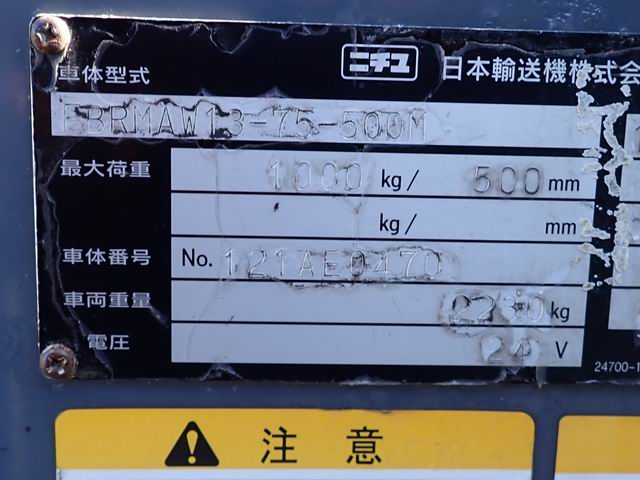 ニチユ 日本輸送機株式会
車体型式
FBRMAW13-75-500M
最大荷重 1000 kg/ 500 mm
kg/ mm
車体番号 No. 121AE0470
車両重量 2230 kg
電圧 24 V
24700-1
注意